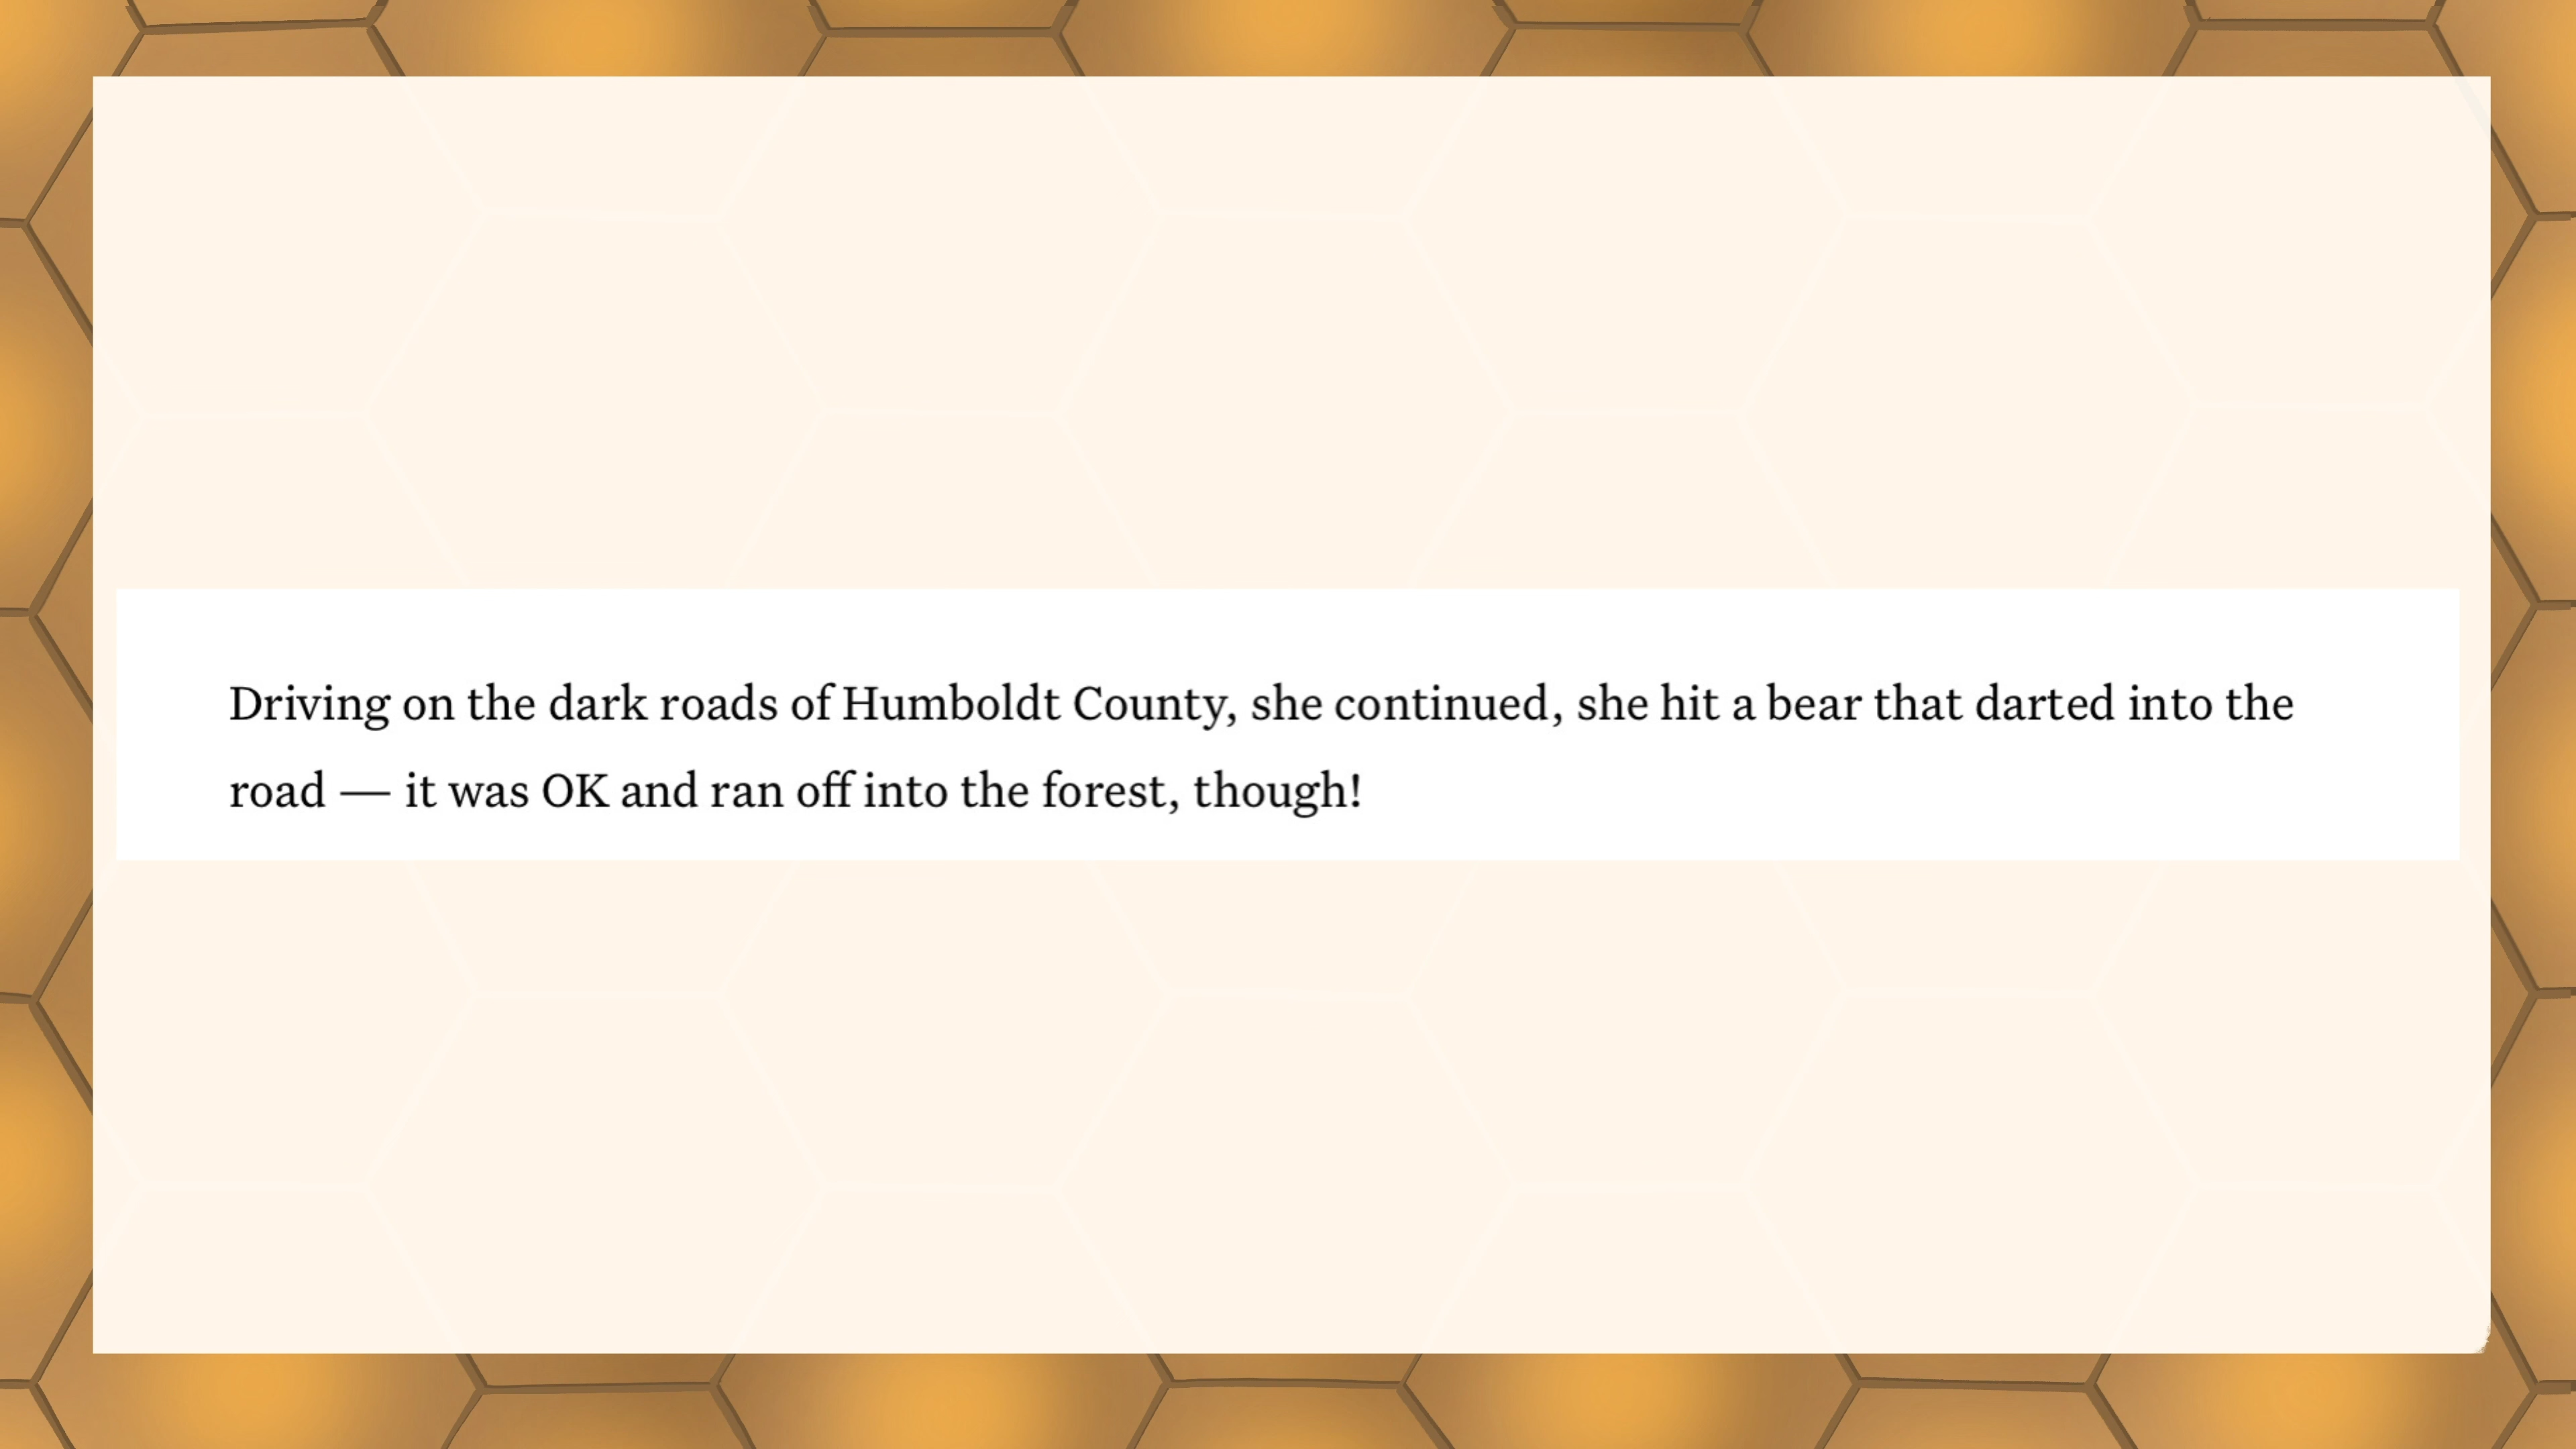 Driving on the dark roads of Humboldt County, she continued, she hit a bear that darted into the
road — it was OK and ran off into the forest, though!